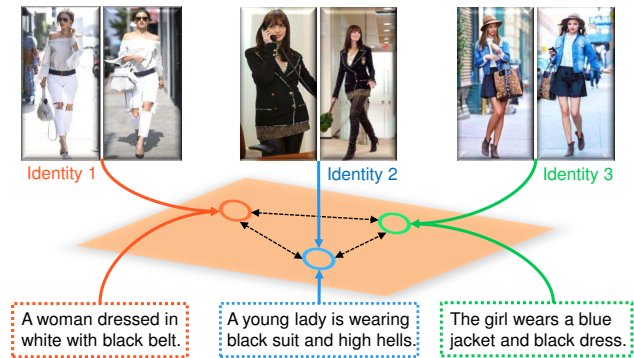 Identity 1
Identity 2
Identity 3
A woman dressed in
white with black belt.
A young lady is wearing
black suit and high hells.
The girl wears a blue
jacket and black dress.